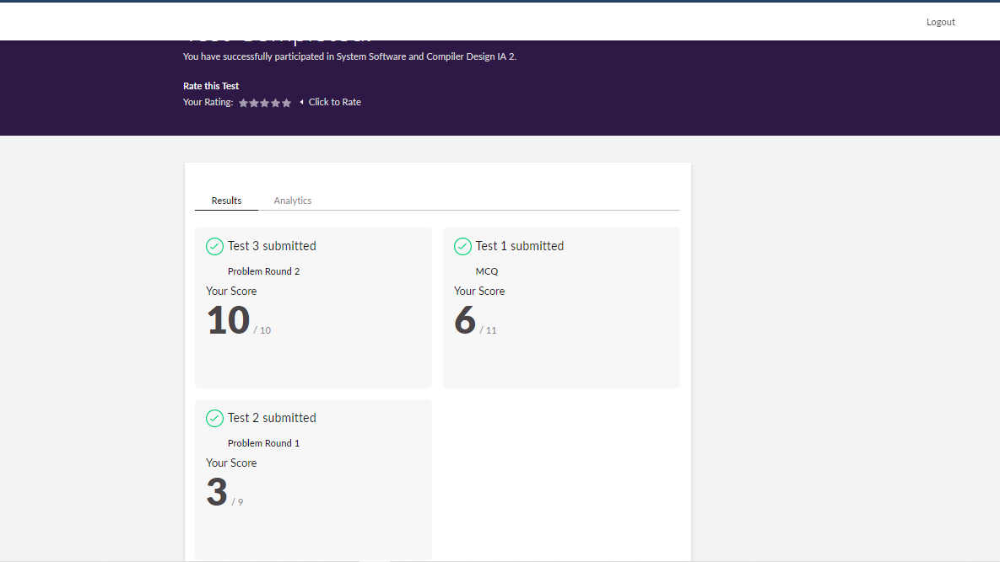 Logout
You have successfully participated in System Software and Compiler Design IA 2.
Rate this Test
Your Rating:
Click to Rate
Results
Analytics
Test 3 submitted
Problem Round 2
Your Score
10 / 10
Test 1 submitted
MCQ
Your Score
6 / 11
Test 2 submitted
Problem Round 1
Your Score
3 / 9